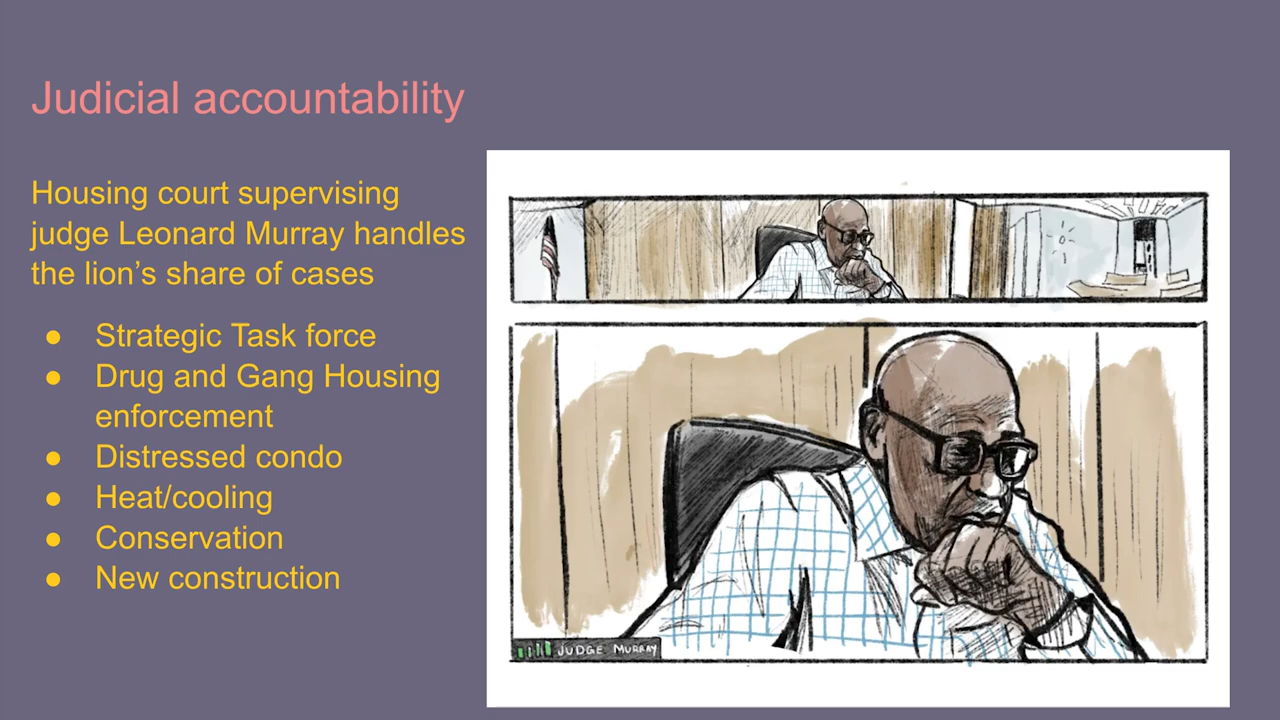 Judicial accountability
Housing court supervising
judge Leonard Murray handles
the lion’s share of cases
● Strategic Task force
● Drug and Gang Housing
enforcement
● Distressed condo
● Heat/cooling
● Conservation
● New construction
JUDGE MURRAY